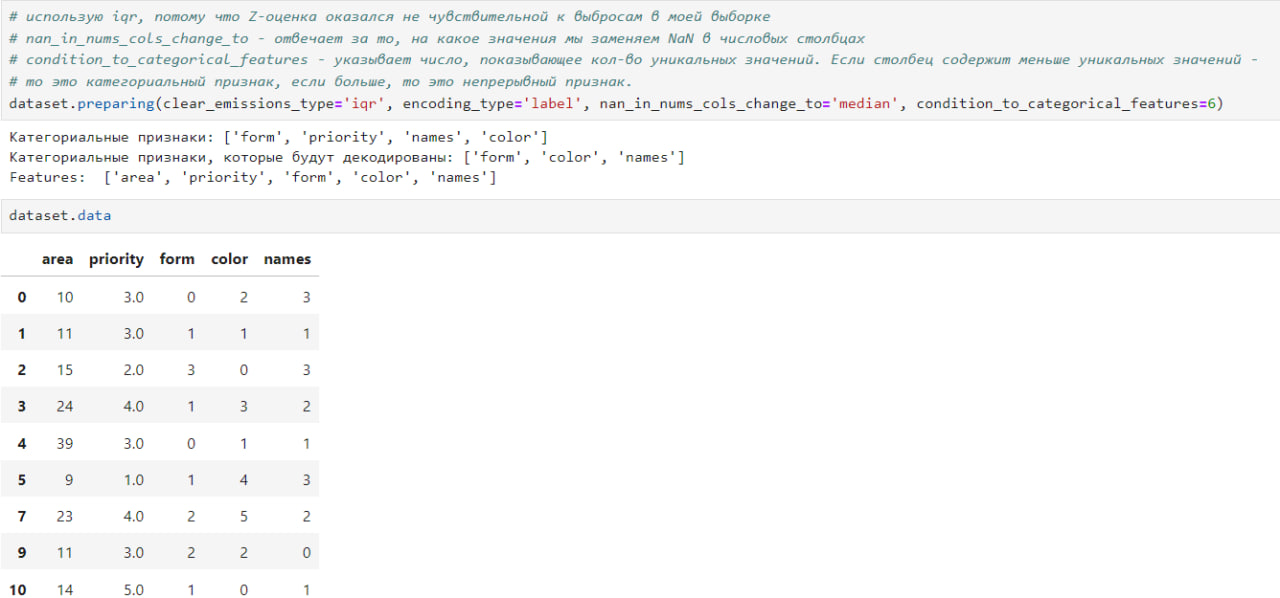 # использую iqr, потому что Z-оценка оказался не чувствительной к выбросам в моей выборке
# nan_in_nums_cols_change_to - отвечает за то, на какое значения мы заменяем NaN в числовых столбцах
# condition_to_categorical_features - указывает число, показывающее кол-во уникальных значений. Если столбец содержит меньше уникальных значений -
# то это категориальный признак, если больше, то это непрерывный признак.
dataset.preparing(clear_emissions_type='iqr', encoding_type='label', nan_in_nums_cols_change_to='median', condition_to_categorical_features=6)
Категориальные признаки: ['form', 'priority', 'names', 'color']
Категориальные признаки, которые будут декодированы: ['form', 'color', 'names']
Features:  ['area', 'priority', 'form', 'color', 'names']
dataset.data
area priority form color names
0 10 3.0 0 2 3
1 11 3.0 1 1 1
2 15 2.0 3 0 3
3 24 4.0 1 3 2
4 39 3.0 0 1 1
5 9 1.0 1 4 3
7 23 4.0 2 5 2
9 11 3.0 2 2 0
10 14 5.0 1 0 1